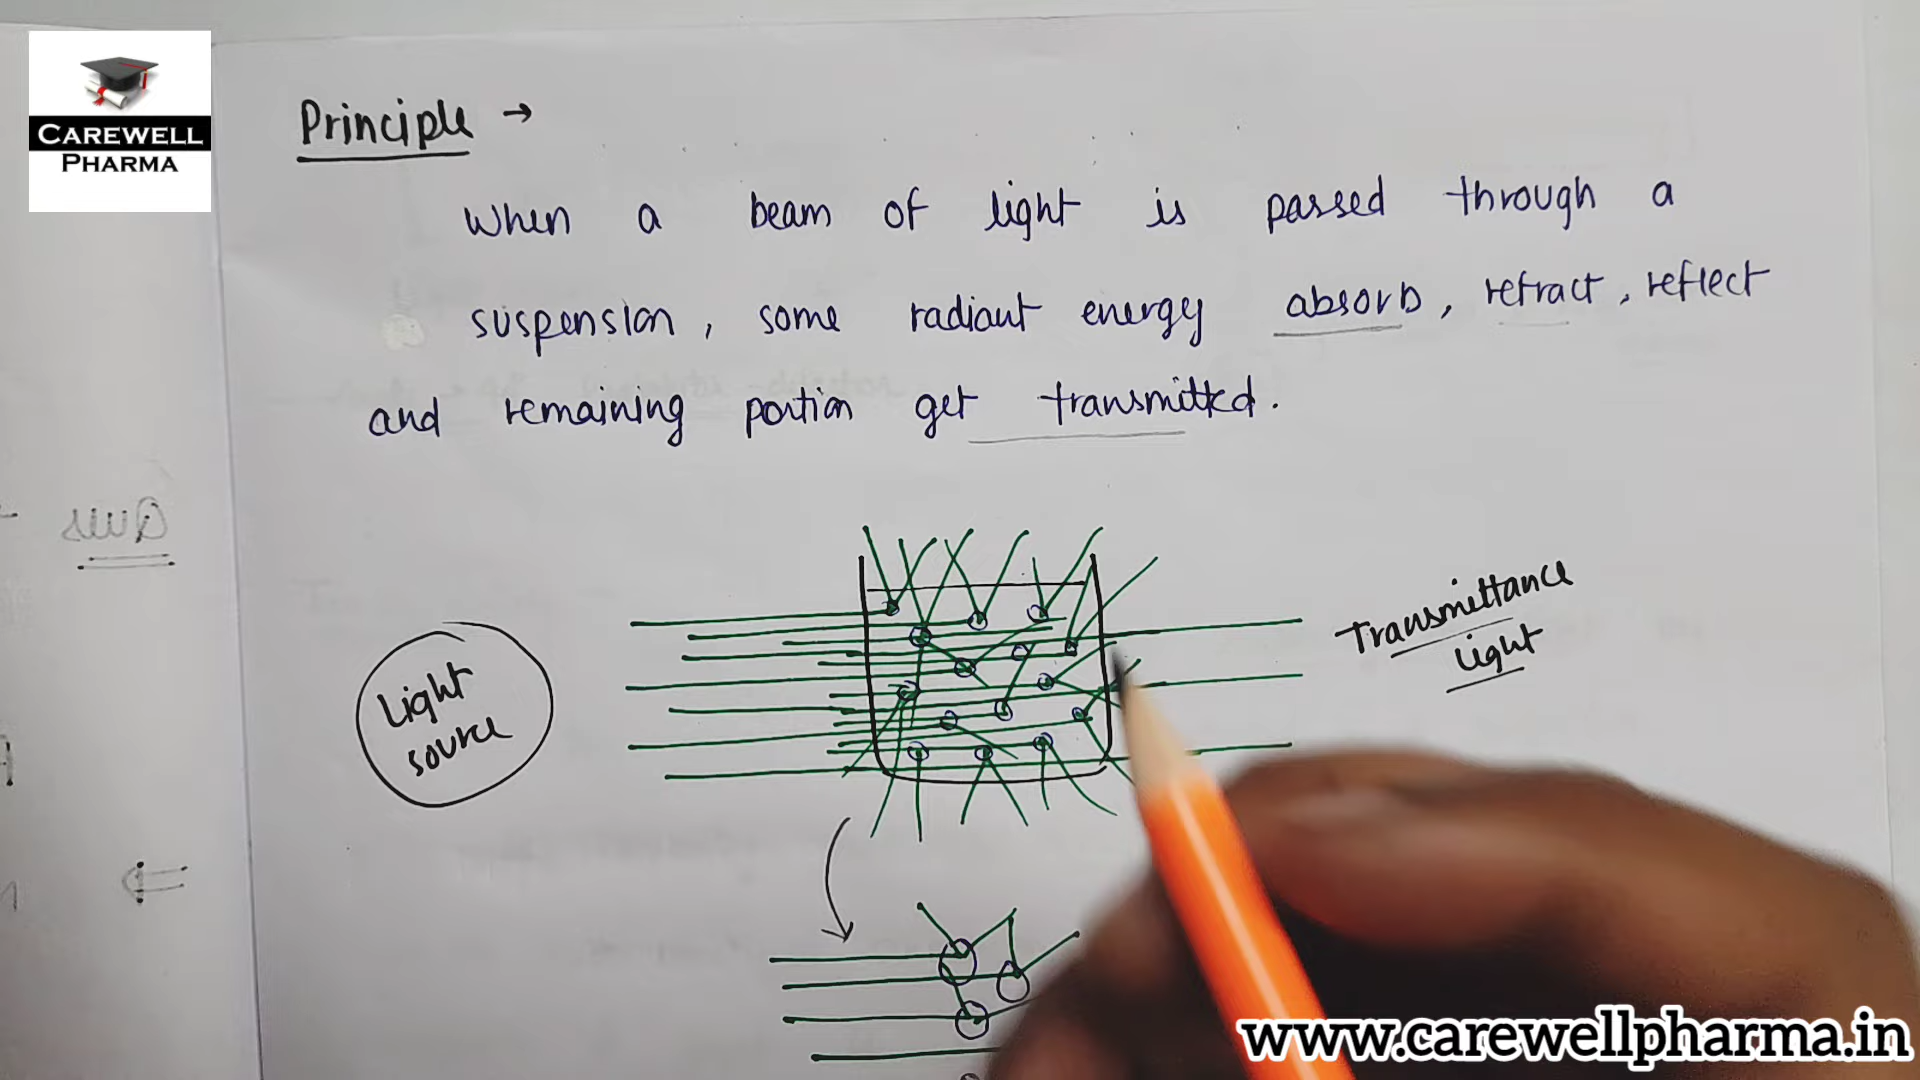 CAREWELL
PHARMA
Principle →
When a beam of light is passed through a
suspension, some radiant energy absorb, refract, reflect
and remaining portion get transmitted.
Light
source
Transmittance
Light
www.carewellpharma.in